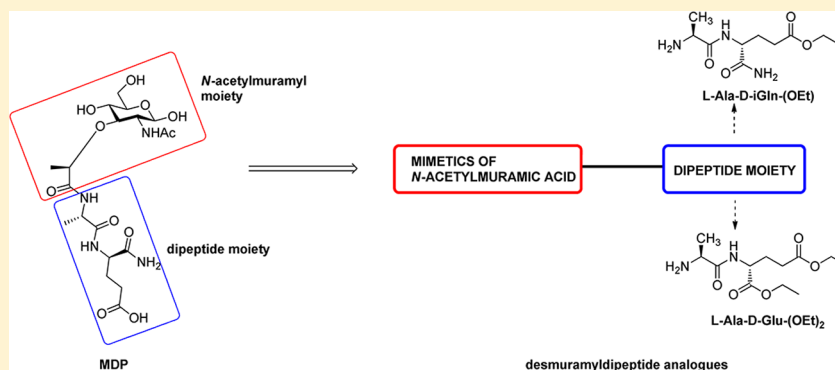 OH
HO
O
O
OH
NHAc
O
O
NH
O
NH
O
NH₂
O
OH
N-acetylmuramyl
moiety
dipeptide moiety
MDP
MIMETICS OF
N-ACETYLMURAMIC ACID
DIPEPTIDE MOIETY
CH₃
H₂N
O
H
N
O
O
O
NH₂
L-Ala-D-iGln-(OEt)
CH₃
H₂N
O
H
N
O
O
O
O
L-Ala-D-Glu-(OEt)₂
desmuramyldipeptide analogues